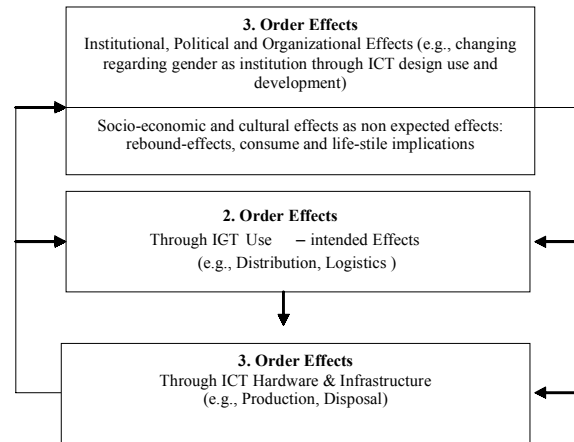 3. Order Effects
Institutional, Political and Organizational Effects (e.g., changing
regarding gender as institution through ICT design use and
development)
Socio-economic and cultural effects as non expected effects:
rebound-effects, consume and life-stile implications
2. Order Effects
Through IGT Use – intended Effects
(e.g., Distribution, Logistics )
3. Order Effects
Through ICT Hardware & Infrastructure
(e.g., Production, Disposal)